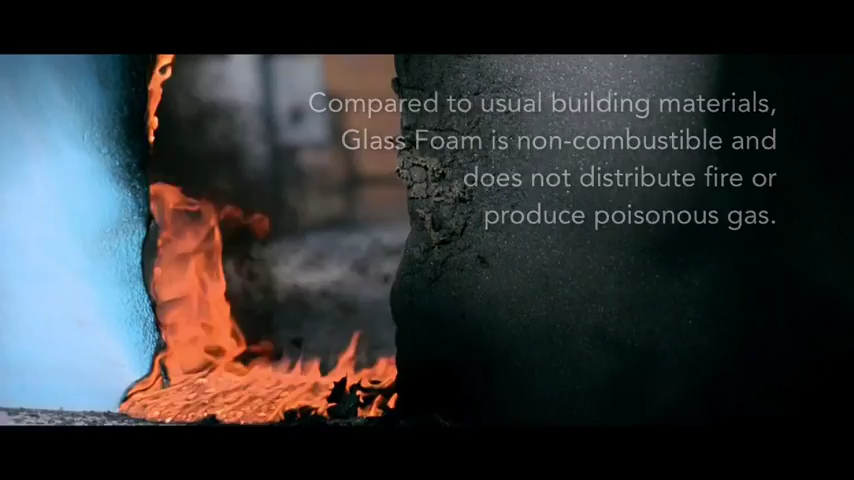 Compared to usual building materials,
Glass Foam is non-combustible and
does not distribute fire or
produce poisonous gas.